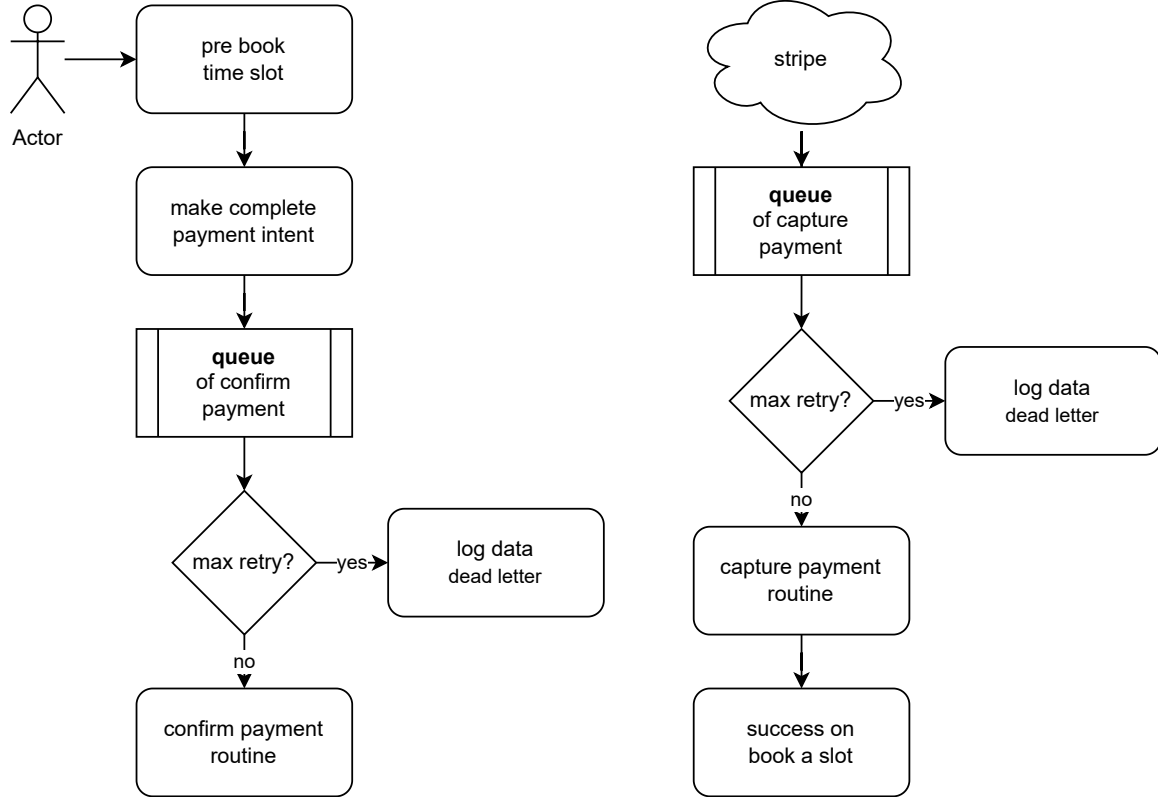 Actor
pre book
time slot
make complete
payment intent
queue
of confirm
payment
max retry?
yes
log data
dead letter
no
confirm payment
routine
stripe
queue
of capture
payment
max retry?
yes
log data
dead letter
no
capture payment
routine
success on
book a slot